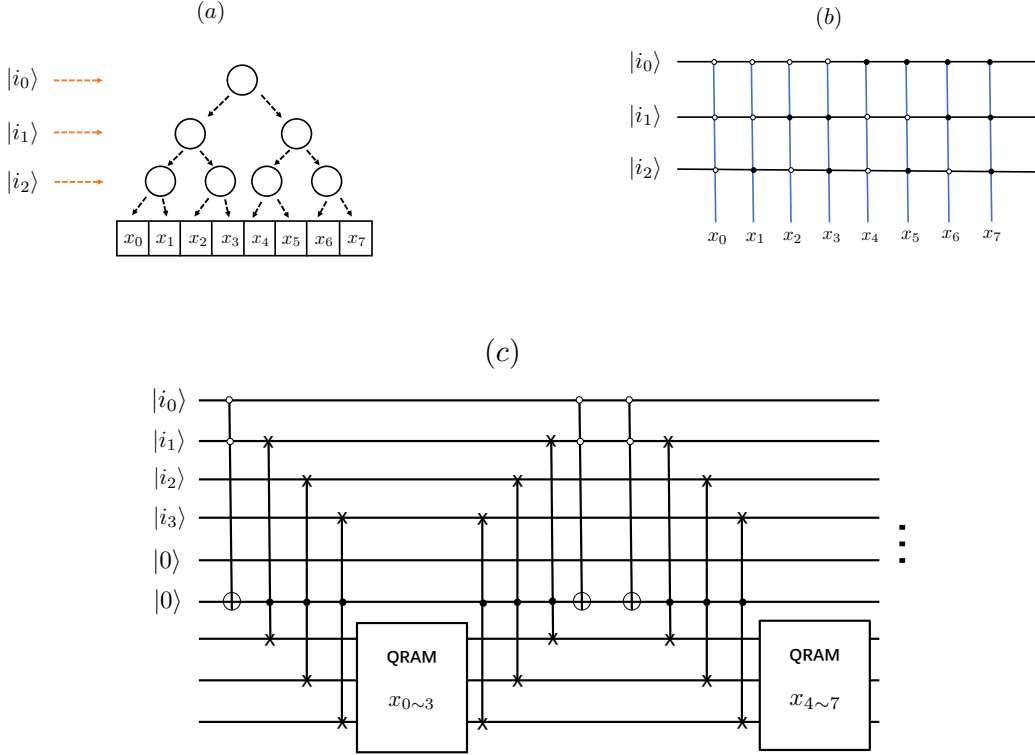 (a)
|i₀⟩
|i₁⟩
|i₂⟩
x₀ x₁ x₂ x₃ x₄ x₅ x₆ x₇
(b)
|i₀⟩
|i₁⟩
|i₂⟩
x₀ x₁ x₂ x₃ x₄ x₅ x₆ x₇
(c)
|i₀⟩
|i₁⟩
|i₂⟩
|i₃⟩
|0⟩
|0⟩
QRAM
x₀∼₃
QRAM
x₄∼₇